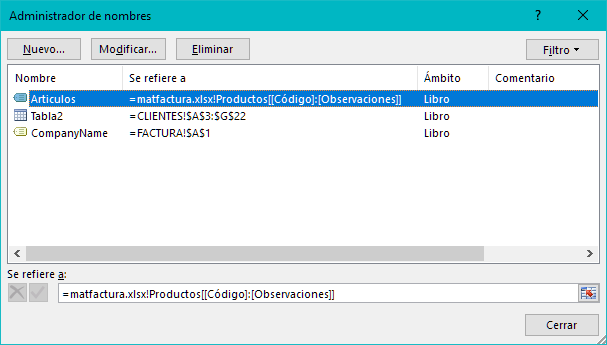 Administrador de nombres
Nuevo... Modificar... Eliminar Filtro
Nombre Se refiere a Ámbito Comentario
Articulos =matfactura.xlsx!Productos[[Código]:[Observaciones]] Libro
Tabla2 =CLIENTES!$A$3:$G$22 Libro
CompanyName =FACTURA!$A$1 Libro
Se refiere a:
=matfactura.xlsx!Productos[[Código]:[Observaciones]]
Cerrar